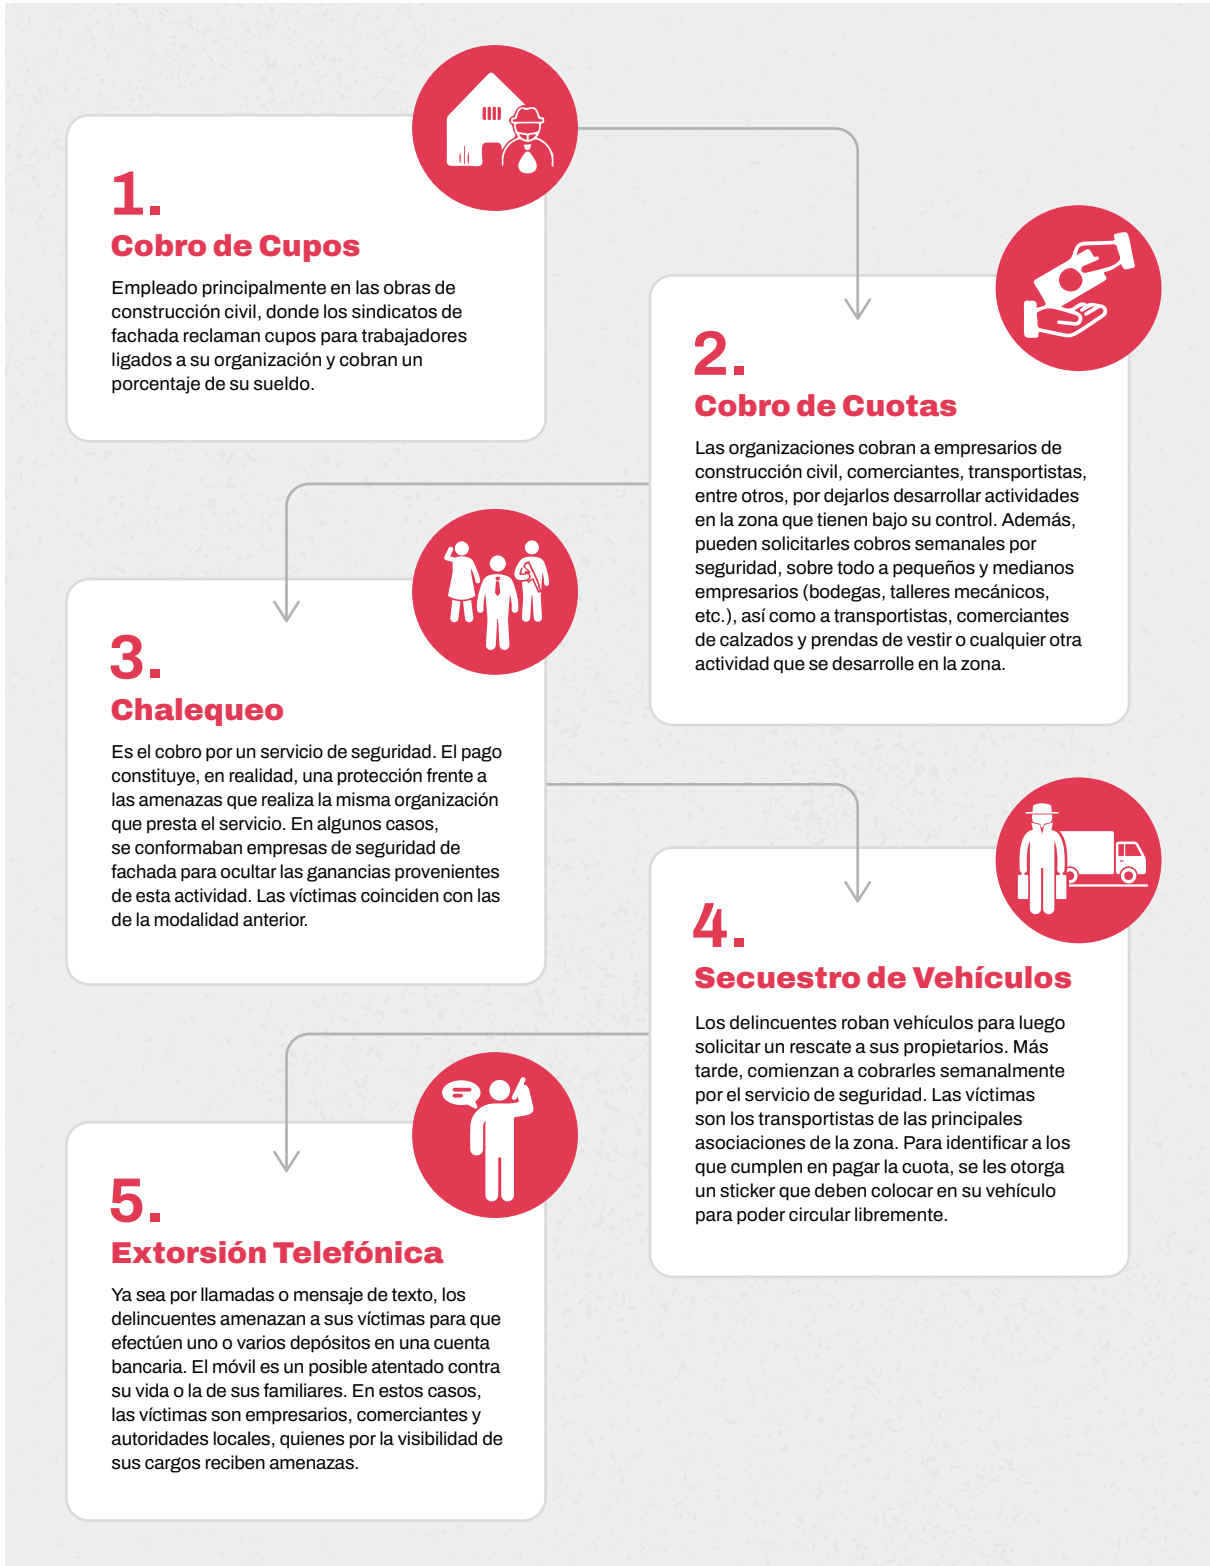 1.
Cobro de Cupos
Empleado principalmente en las obras de
construcción civil, donde los sindicatos de
fachada reclaman cupos para trabajadores
ligados a su organización y cobran un
porcentaje de su sueldo.
2.
Cobro de Cuotas
Las organizaciones cobran a empresarios de
construcción civil, comerciantes, transportistas,
entre otros, por dejarlos desarrollar actividades
en la zona que tienen bajo su control. Además,
pueden solicitarles cobros semanales por
seguridad, sobre todo a pequeños y medianos
empresarios (bodegas, talleres mecánicos,
etc.), así como a transportistas, comerciantes
de calzados y prendas de vestir o cualquier otra
actividad que se desarrolle en la zona.
3.
Chalequeo
Es el cobro por un servicio de seguridad. El pago
constituye, en realidad, una protección frente a
las amenazas que realiza la misma organización
que presta el servicio. En algunos casos,
se conformaban empresas de seguridad de
fachada para ocultar las ganancias provenientes
de esta actividad. Las víctimas coinciden con las
de la modalidad anterior.
4.
Secuestro de Vehículos
Los delincuentes roban vehículos para luego
solicitar un rescate a sus propietarios. Más
tarde, comienzan a cobrarles semanalmente
por el servicio de seguridad. Las víctimas
son los transportistas de las principales
asociaciones de la zona. Para identificar a los
que cumplen en pagar la cuota, se les otorga
un sticker que deben colocar en su vehículo
para poder circular libremente.
5.
Extorsión Telefónica
Ya sea por llamadas o mensaje de texto, los
delincuentes amenazan a sus víctimas para que
efectúen uno o varios depósitos en una cuenta
bancaria. El móvil es un posible atentado contra
su vida o la de sus familiares. En estos casos,
las víctimas son empresarios, comerciantes y
autoridades locales, quienes por la visibilidad de
sus cargos reciben amenazas.